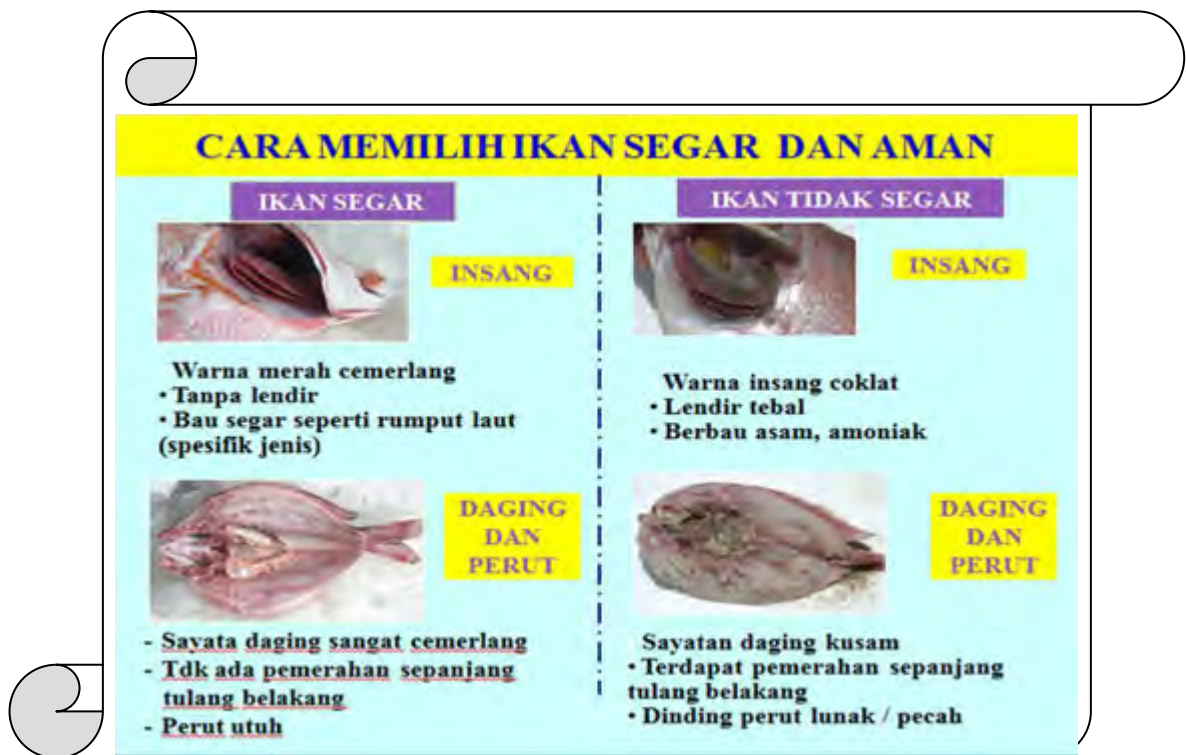 CARA MEMILIH IKAN SEGAR DAN AMAN
IKAN SEGAR
INSANG
Warna merah cemerlang
• Tanpa lendir
• Bau segar seperti rumput laut
(spesifik jenis)
DAGING
DAN
PERUT
- Sayata daging sangat cemerlang
- Tdk ada pemerahan sepanjang
tulang belakang
- Perut utuh
IKAN TIDAK SEGAR
INSANG
Warna insang coklat
• Lendir tebal
• Berbau asam, amoniak
DAGING
DAN
PERUT
Sayatan daging kusam
• Terdapat pemerahan sepanjang
tulang belakang
• Dinding perut lunak / pecah